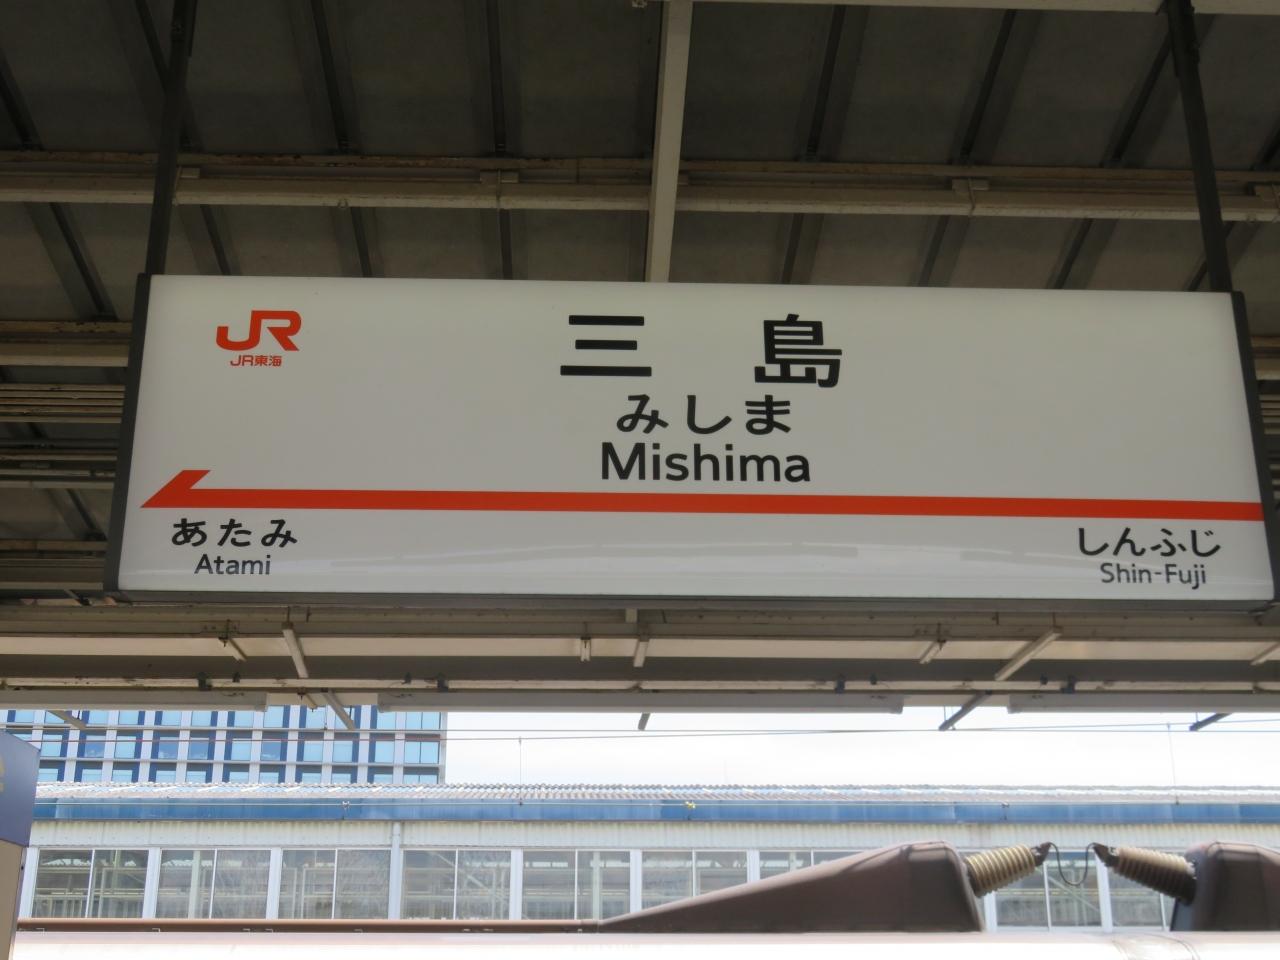 JR
JR東海
三島
みしま
Mishima
あたみ
Atami
しんふじ
Shin-Fuji